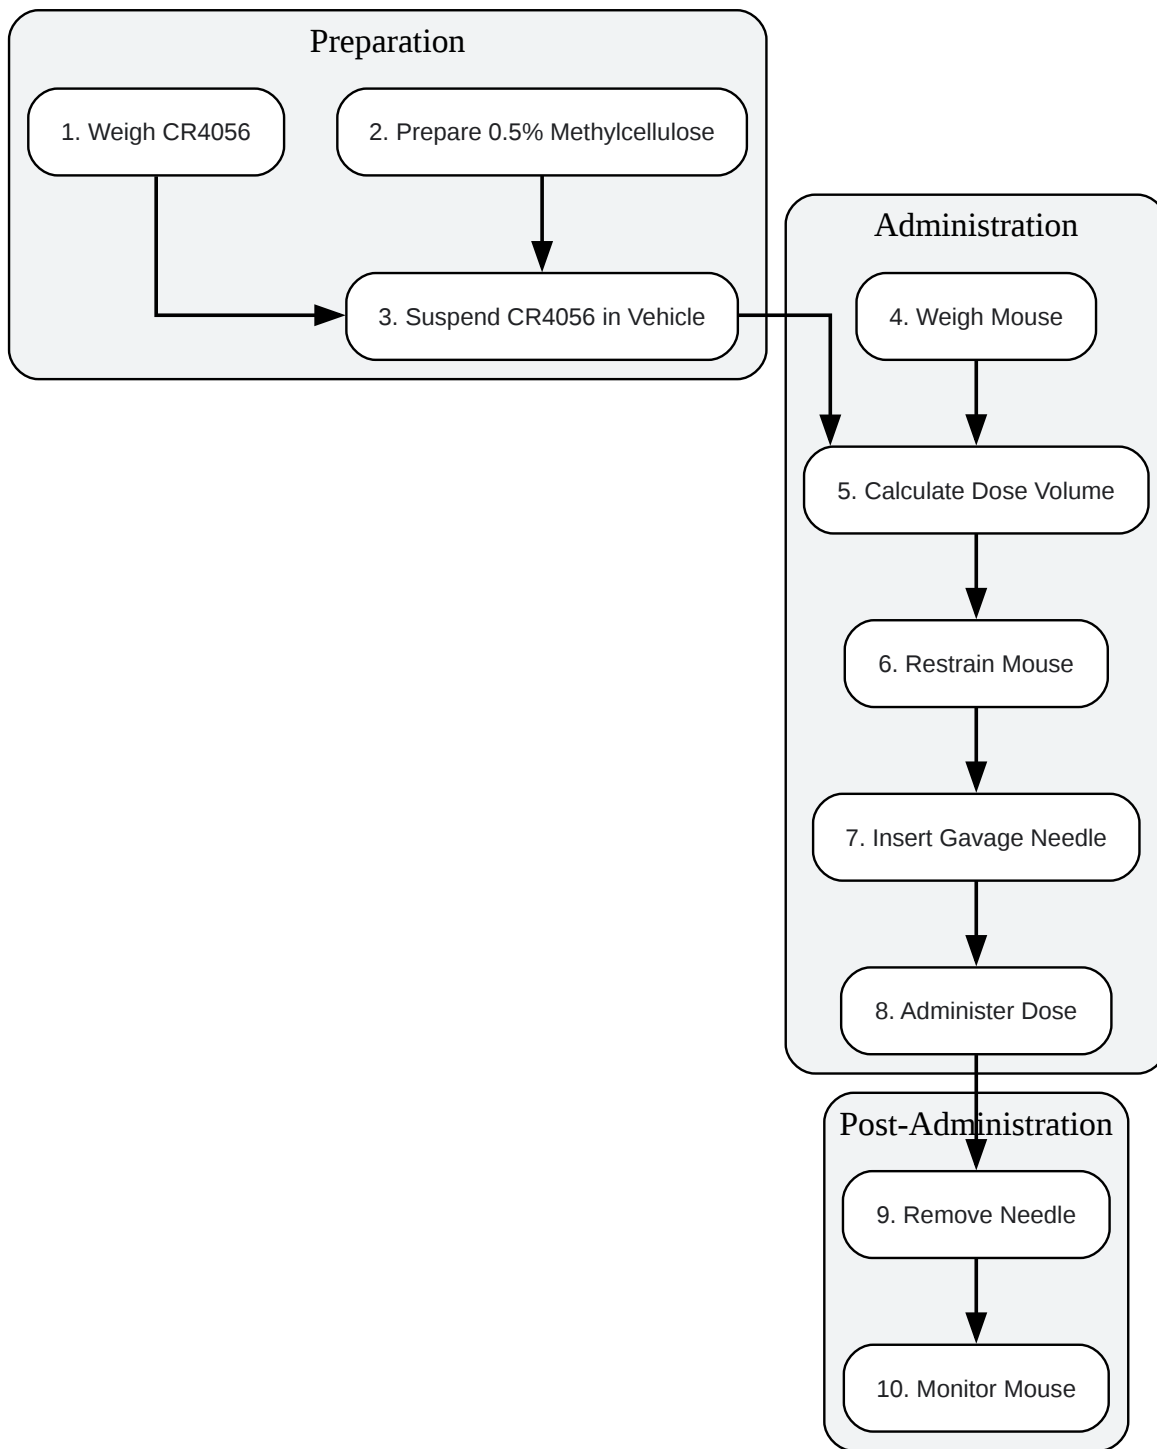 Preparation
1. Weigh CR4056
2. Prepare 0.5% Methylcellulose
3. Suspend CR4056 in Vehicle
Administration
4. Weigh Mouse
5. Calculate Dose Volume
6. Restrain Mouse
7. Insert Gavage Needle
8. Administer Dose
Post-Administration
9. Remove Needle
10. Monitor Mouse